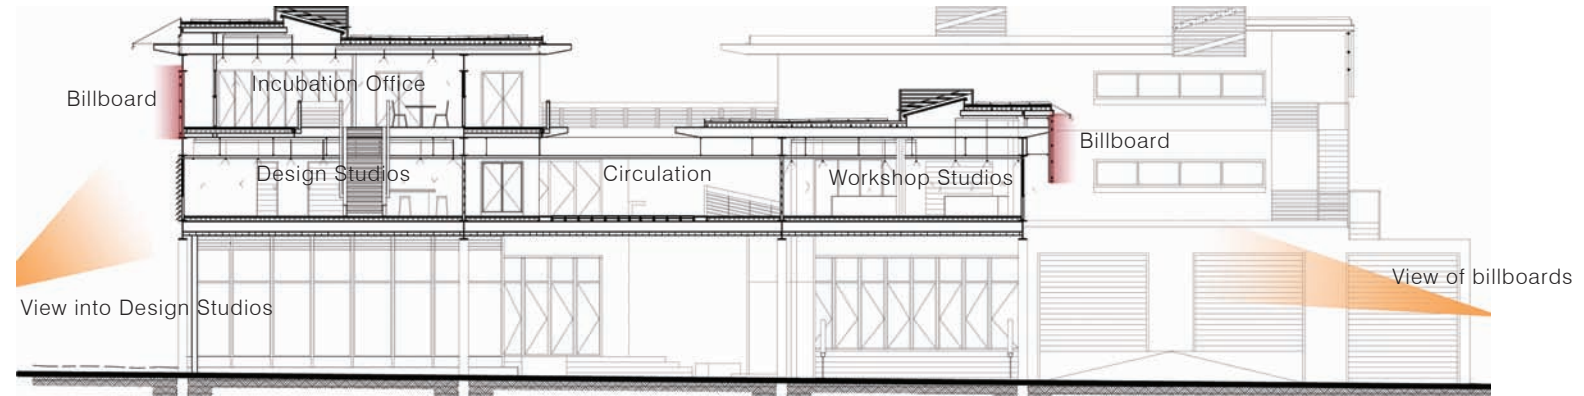 Incubation Office
Billboard
Billboard
Design Studios
Circulation
Workshop Studios
View of billboards
View into Design Studios